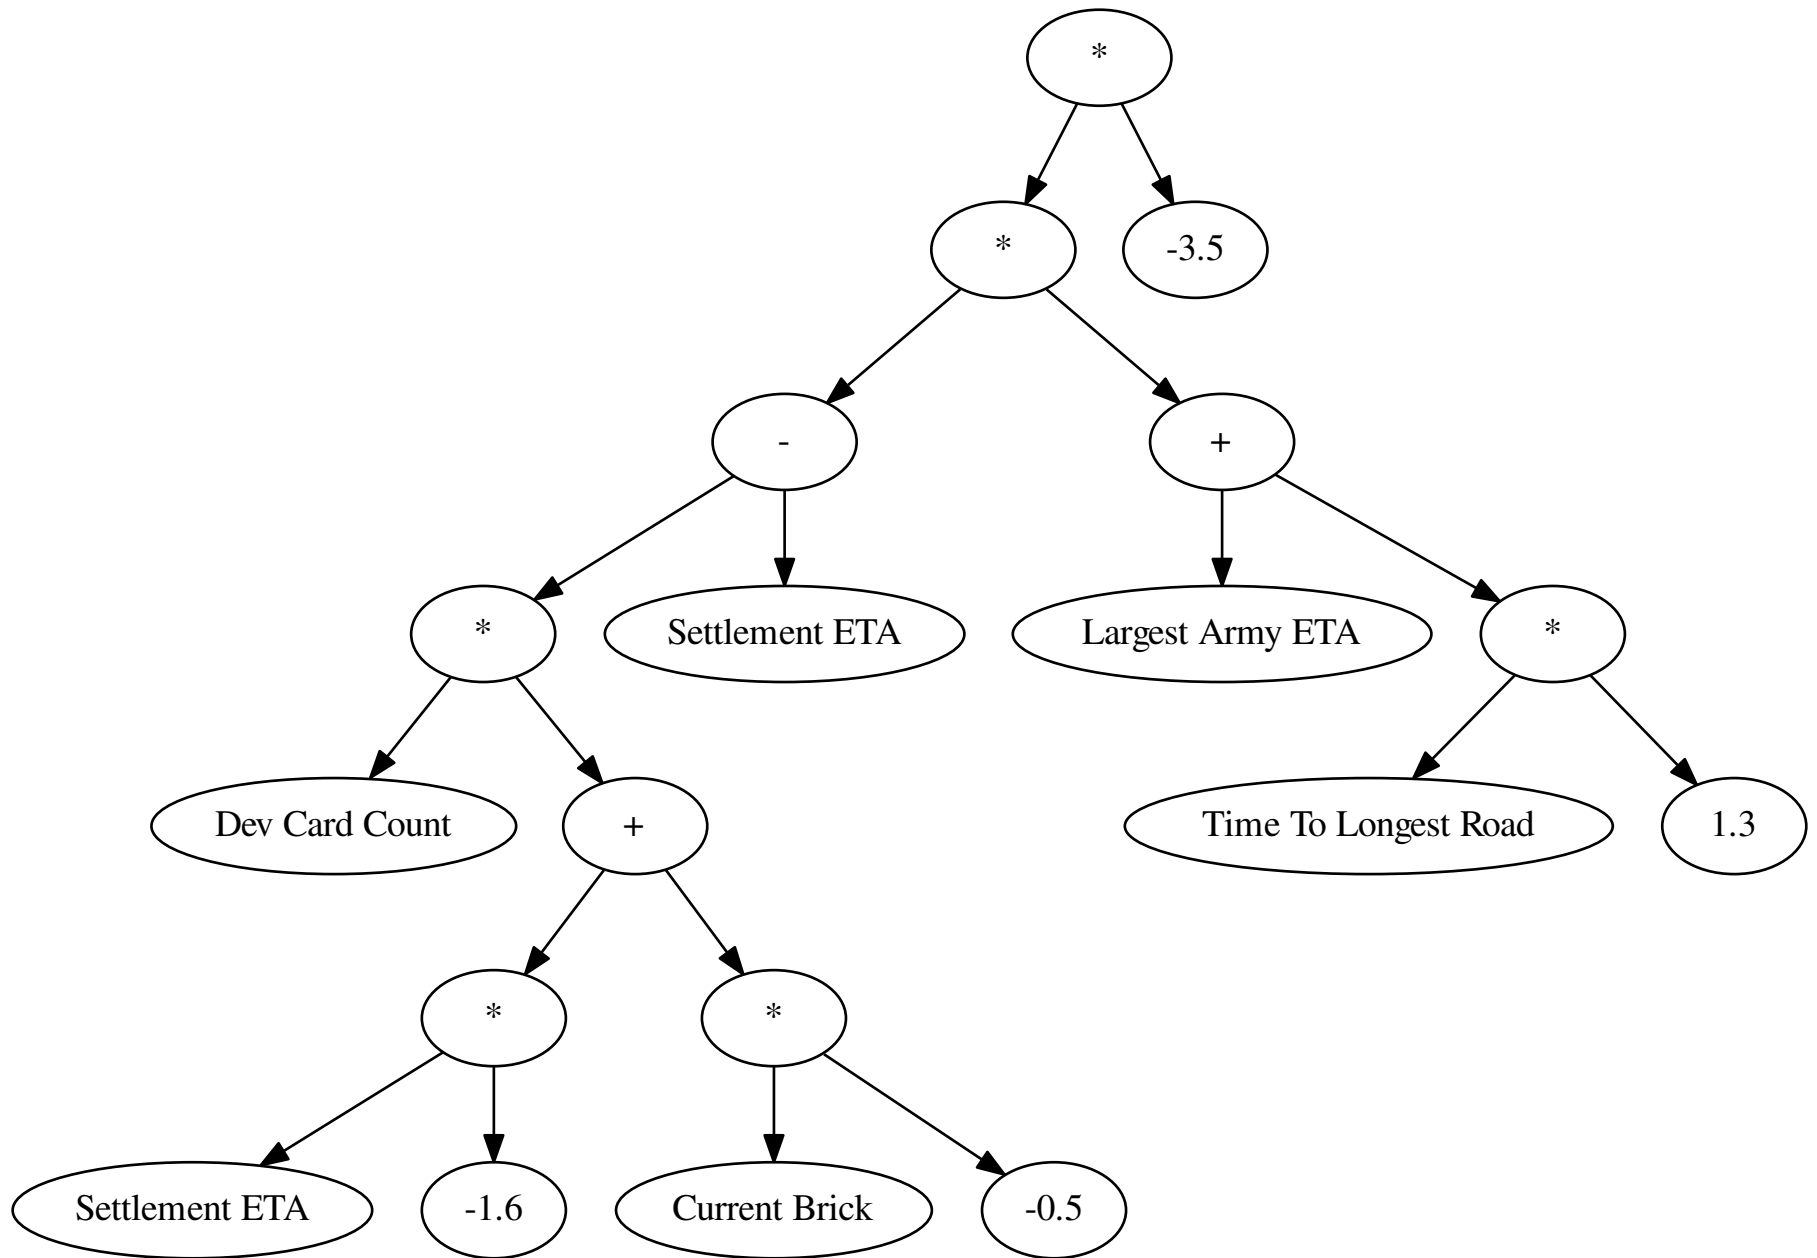 *
*
-3.5
-
+
*
Settlement ETA
Largest Army ETA
*
Dev Card Count
+
Time To Longest Road
1.3
*
*
Settlement ETA
-1.6
Current Brick
-0.5